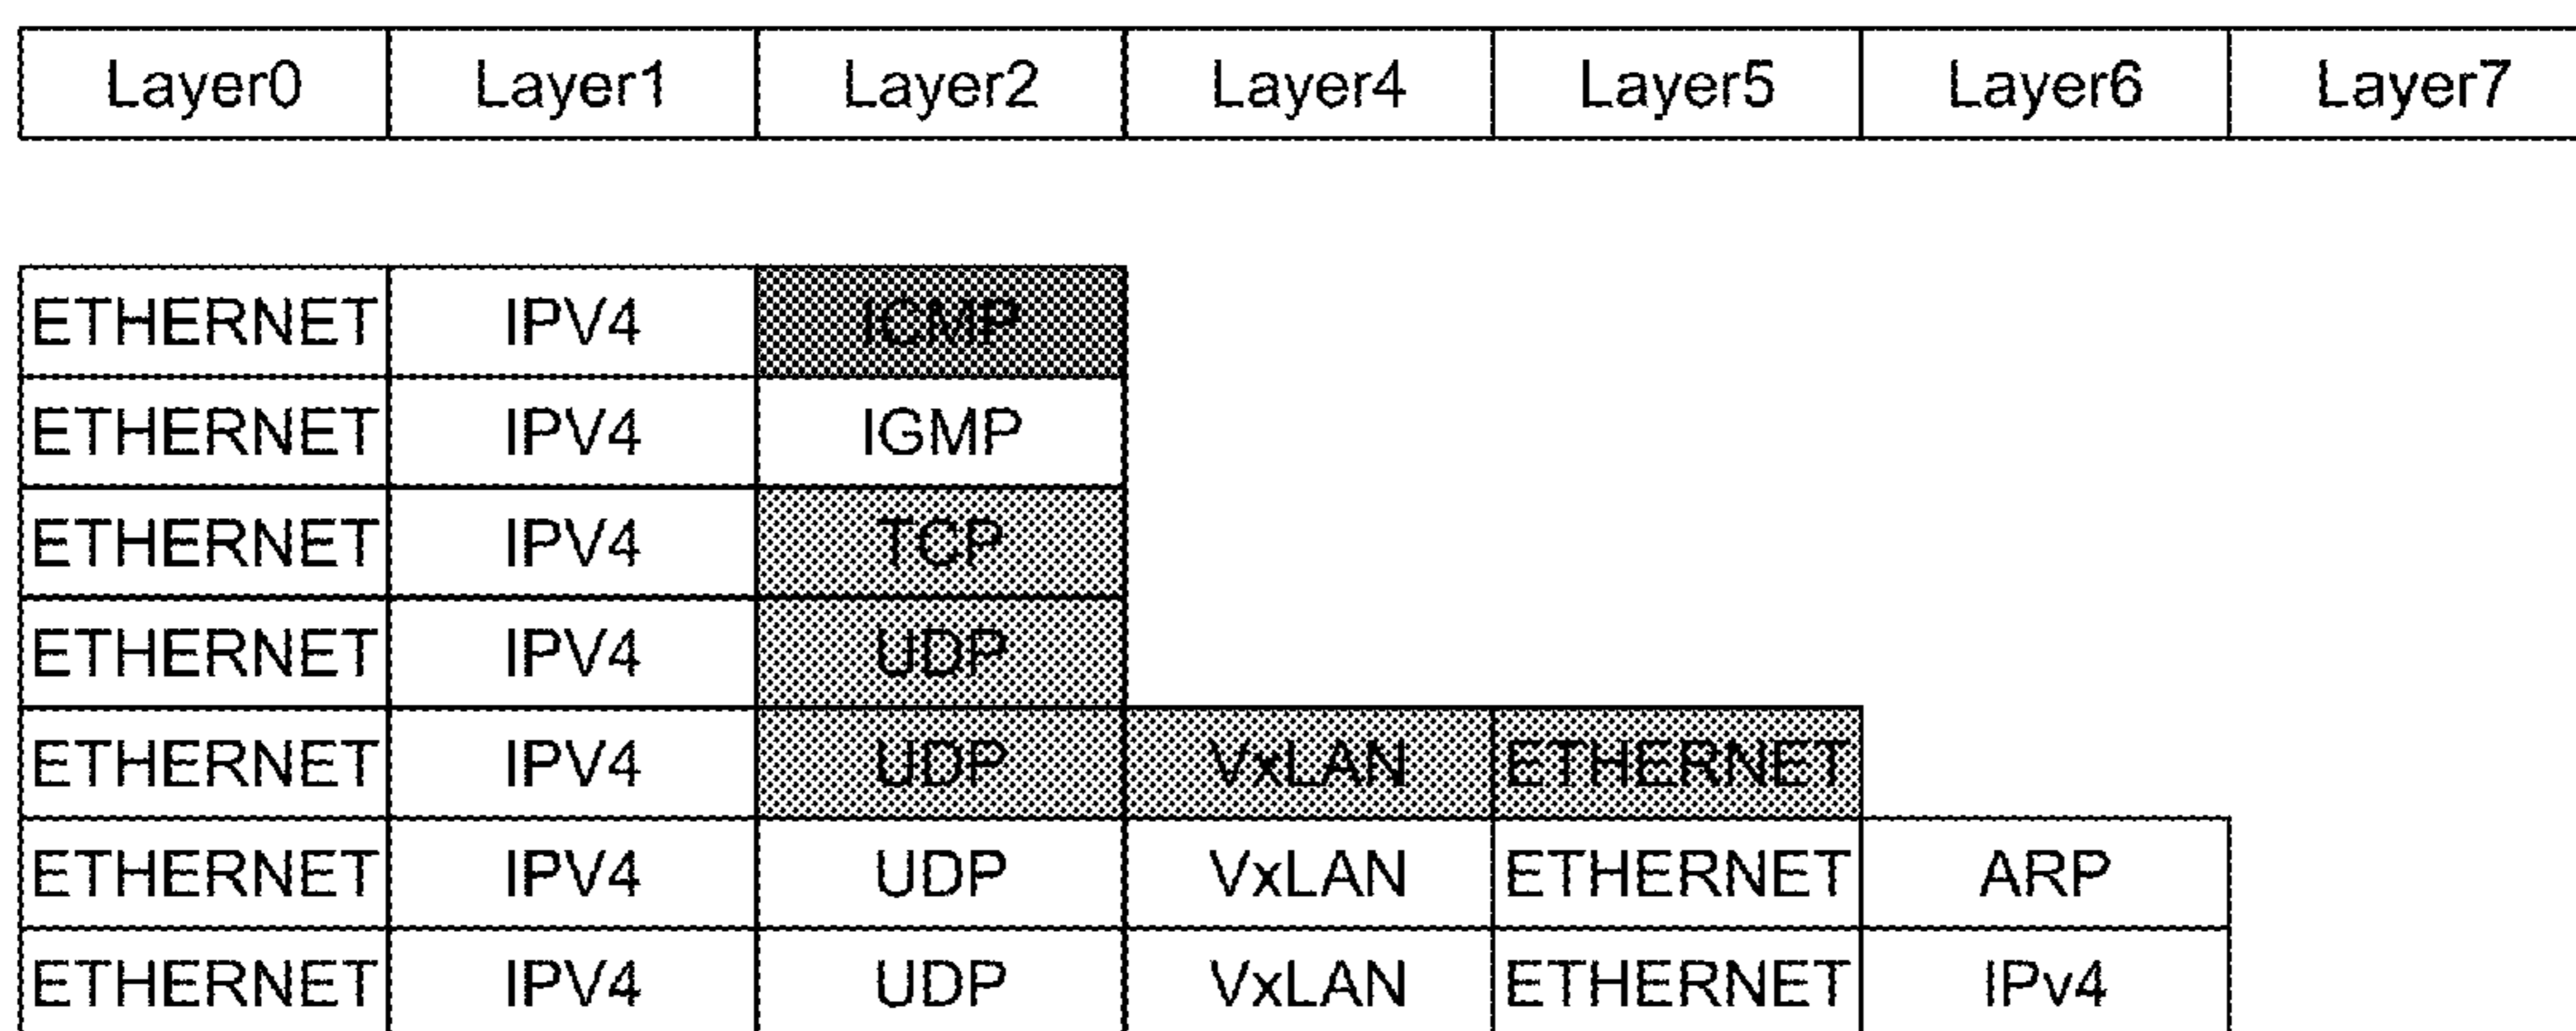 Layer0 Layer1 Layer2 Layer4 Layer5 Layer6 Layer7
ETHERNET IPV4 ICMP
ETHERNET IPV4 IGMP
ETHERNET IPV4 TCP
ETHERNET IPV4 UDP
ETHERNET IPV4 UDP VxLAN ETHERNET
ETHERNET IPV4 UDP VxLAN ETHERNET ARP
ETHERNET IPV4 UDP VxLAN ETHERNET IPv4